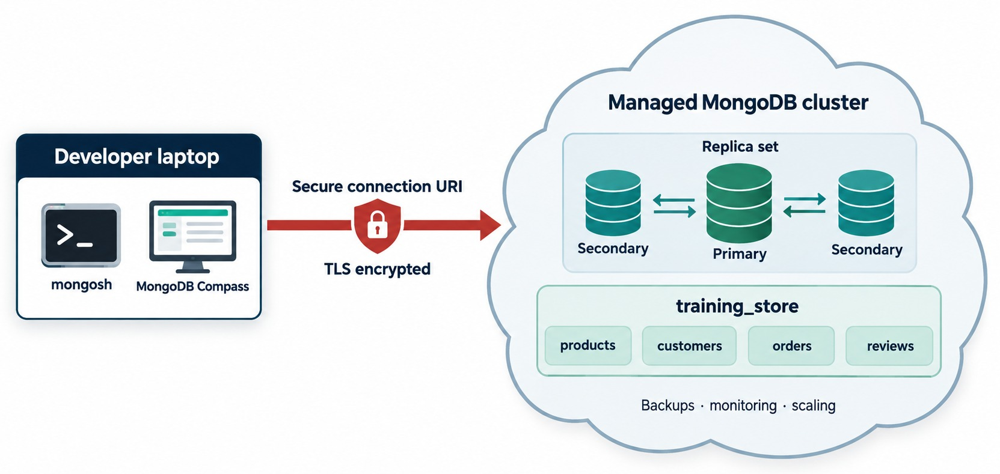 Developer laptop
>_
mongosh
MongoDB Compass
Secure connection URI
TLS encrypted
Managed MongoDB cluster
Replica set
Secondary
Primary
Secondary
training_store
products
customers
orders
reviews
Backups · monitoring · scaling